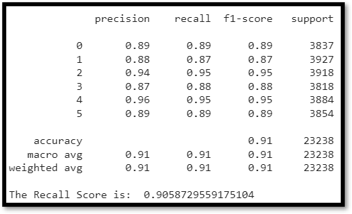 precision recall f1-score support
0 0.89 0.89 0.89 3837
1 0.88 0.87 0.87 3927
2 0.94 0.95 0.95 3918
3 0.87 0.88 0.88 3818
4 0.96 0.95 0.95 3884
5 0.89 0.89 0.89 3854
accuracy 0.91 23238
macro avg 0.91 0.91 0.91 23238
weighted avg 0.91 0.91 0.91 23238
The Recall Score is: 0.9058729559175104